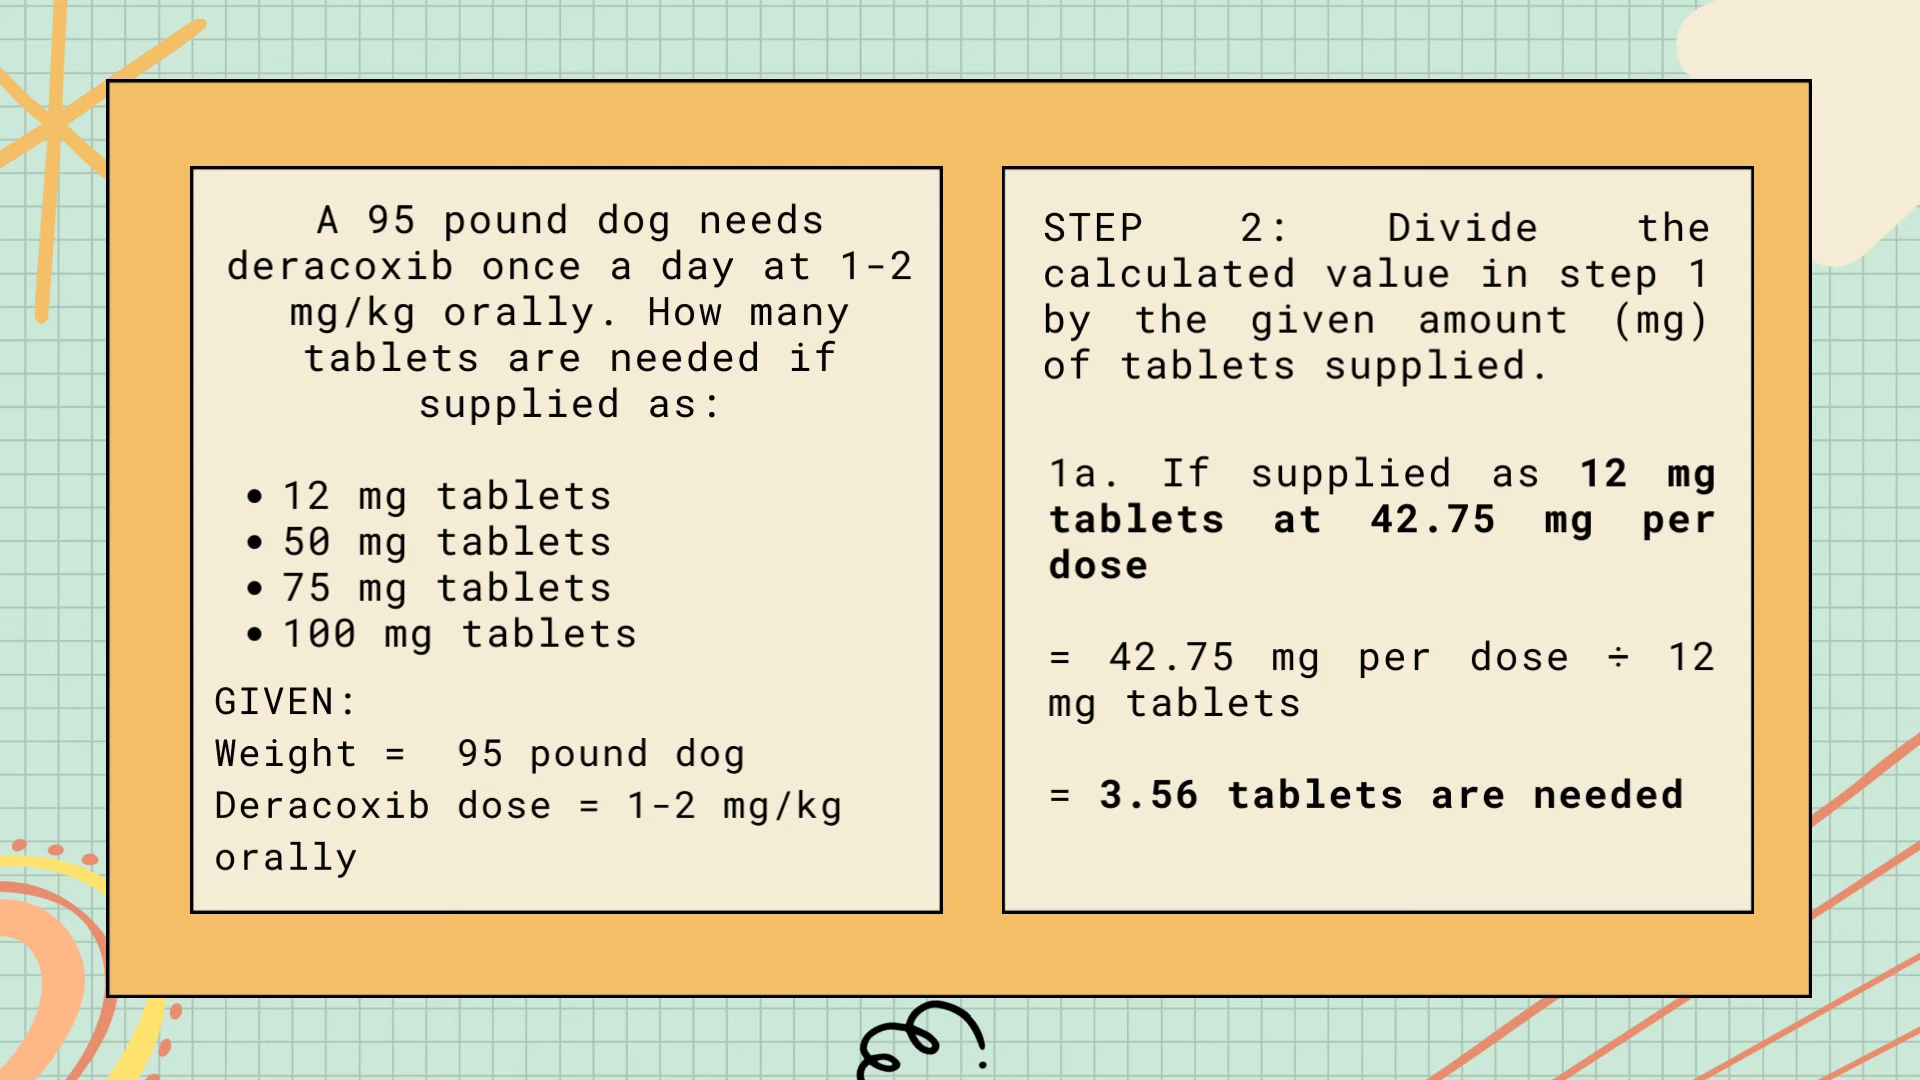 A 95 pound dog needs
deracoxib once a day at 1-2
mg/kg orally. How many
tablets are needed if
supplied as:
• 12 mg tablets
• 50 mg tablets
• 75 mg tablets
• 100 mg tablets
GIVEN:
Weight = 95 pound dog
Deracoxib dose = 1-2 mg/kg
orally
STEP 2: Divide the
calculated value in step 1
by the given amount (mg)
of tablets supplied.
1a. If supplied as 12 mg
tablets at 42.75 mg per
dose
= 42.75 mg per dose ÷ 12
mg tablets
= 3.56 tablets are needed